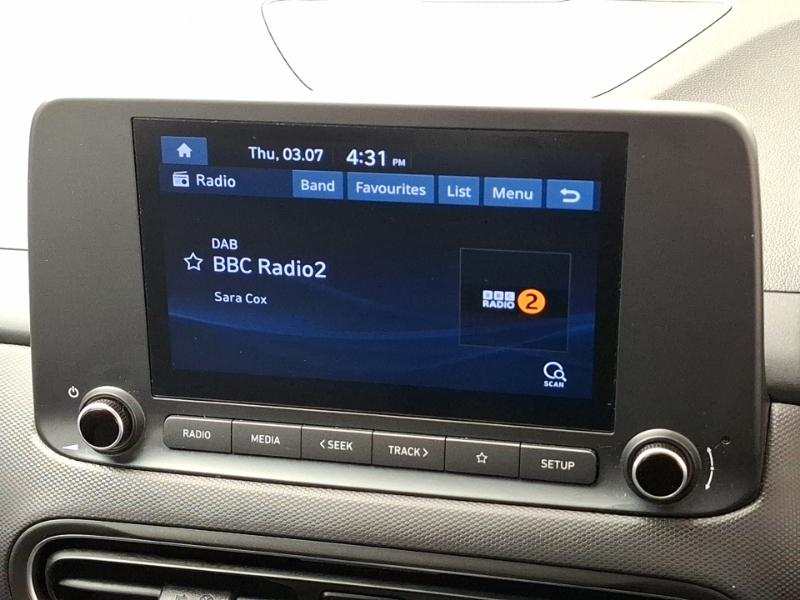 Thu, 03.07 4:31 PM
Radio Band Favourites List Menu
DAB
BBC Radio2
Sara Cox
BBC
RADIO 2
SCAN
RADIO MEDIA < SEEK TRACK > SETUP